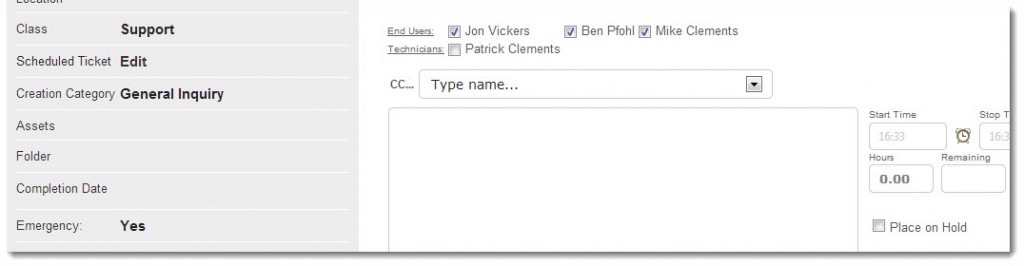 Class Support
Scheduled Ticket Edit
Creation Category General Inquiry
Assets
Folder
Completion Date
Emergency: Yes
End Users: Jon Vickers Ben Pfohl Mike Clements
Technicians: Patrick Clements
CC... Type name...
Start Time Stop T
16:33 16:3
Hours Remaining
0.00
Place on Hold